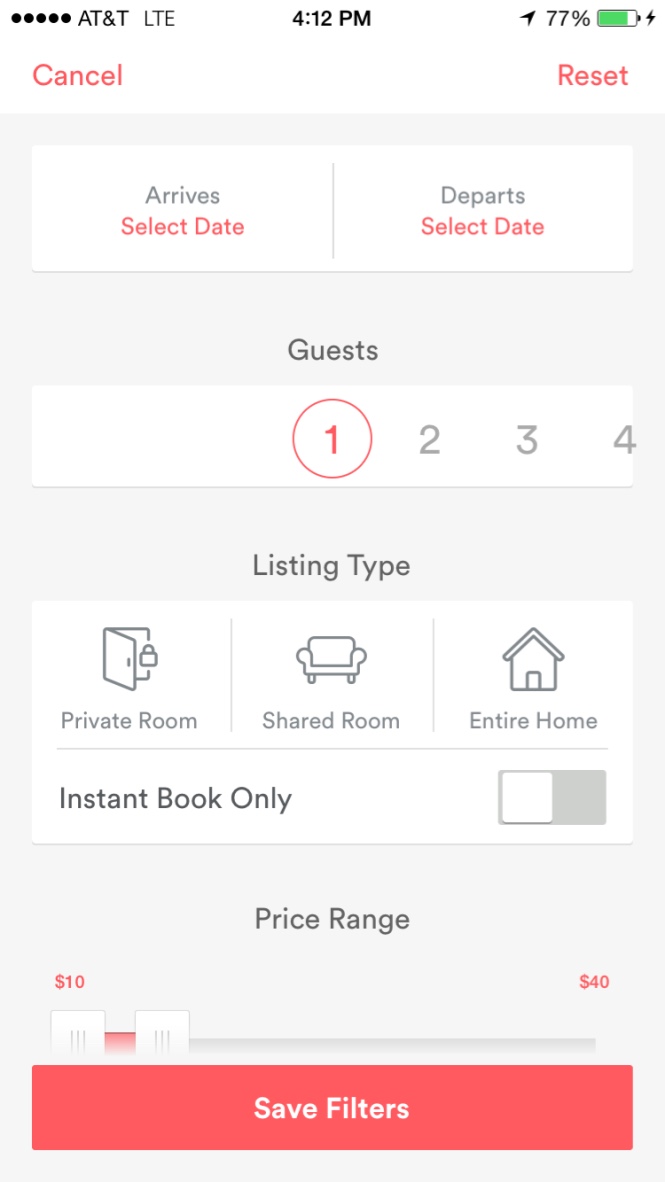 AT&T LTE 4:12 PM 77%
Cancel Reset
Arrives Departs
Select Date Select Date
Guests
1 2 3 4
Listing Type
Private Room Shared Room Entire Home
Instant Book Only
Price Range
$10 $40
Save Filters